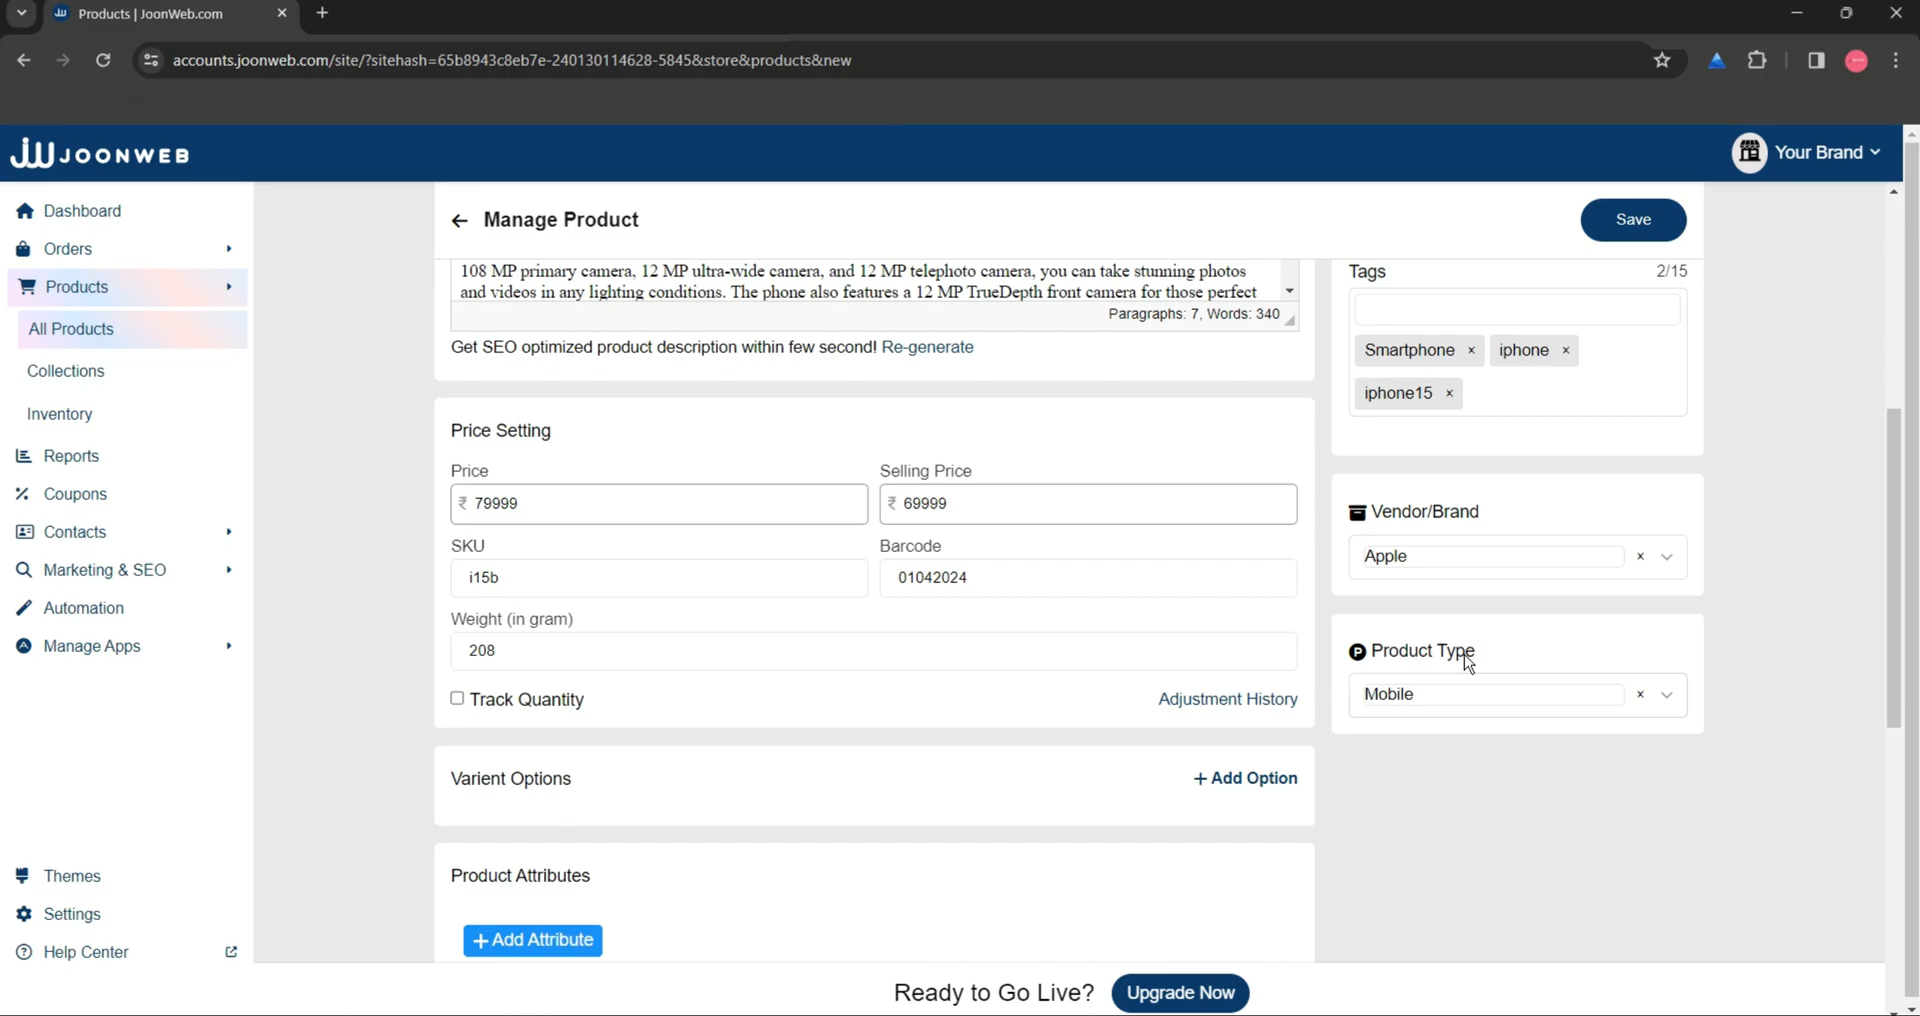 Products | JoonWeb.com
accounts.joonweb.com/site/?sitehash=65b8943c8eb7e-240130114628-5845&store&products&new
JOONWEB
Your Brand
Dashboard
Orders
Products
All Products
Collections
Inventory
Reports
Coupons
Contacts
Marketing & SEO
Automation
Manage Apps
Themes
Settings
Help Center
Manage Product
Save
108 MP primary camera, 12 MP ultra-wide camera, and 12 MP telephoto camera, you can take stunning photos
and videos in any lighting conditions. The phone also features a 12 MP TrueDepth front camera for those perfect
Paragraphs: 7, Words: 340
Get SEO optimized product description within few second! Re-generate
Price Setting
Price
Selling Price
₹ 79999
₹ 69999
SKU
Barcode
i15b
01042024
Weight (in gram)
208
Track Quantity
Adjustment History
Varient Options
+ Add Option
Product Attributes
+ Add Attribute
Tags
2/15
Smartphone ×
iphone ×
iphone15 ×
Vendor/Brand
Apple ×
Product Type
Mobile ×
Ready to Go Live?
Upgrade Now